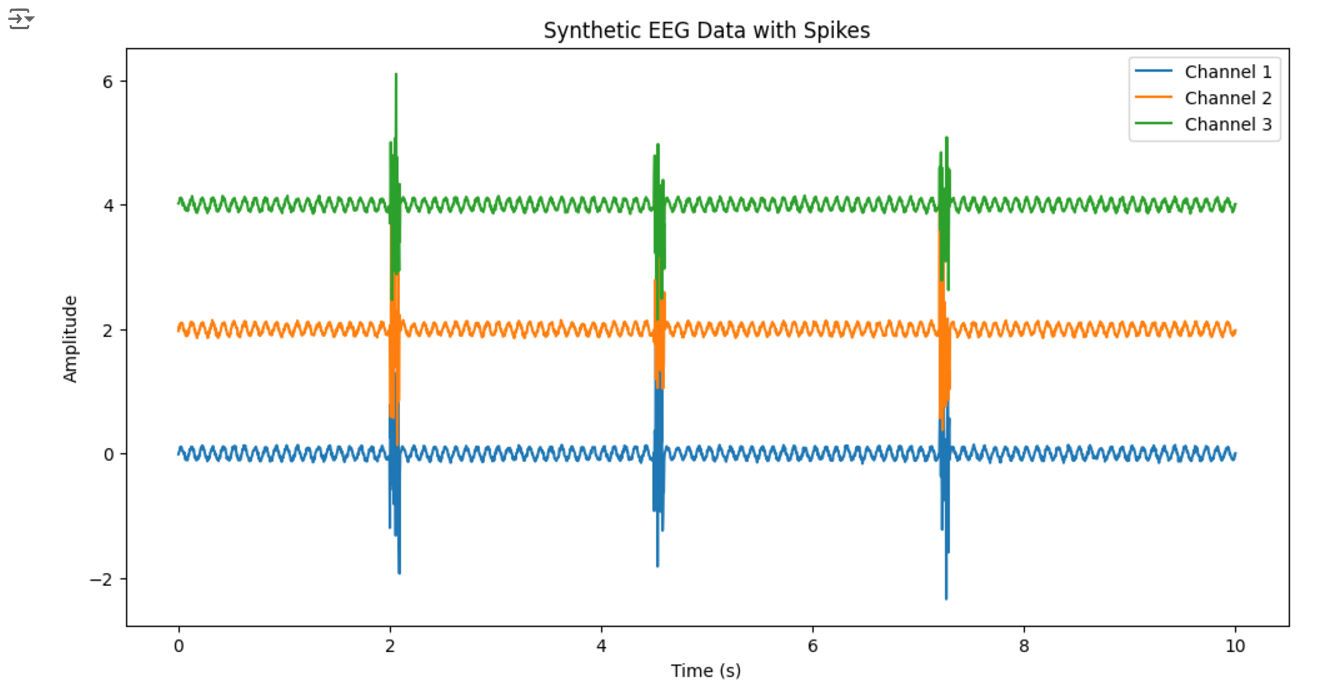 Synthetic EEG Data with Spikes
Channel 1
Channel 2
Channel 3
6
4
2
0
−2
Amplitude
0 2 4 6 8 10
Time (s)